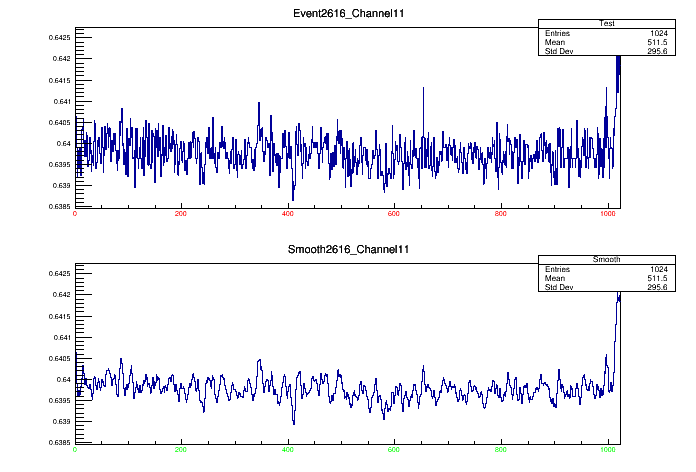 Event2616_Channel11
Test
Entries 1024
Mean 511.5
Std Dev 295.6
0.6425
0.642
0.6415
0.641
0.6405
0.64
0.6395
0.639
0.6385
0 200 400 600 800 1000
Smooth2616_Channel11
Smooth
Entries 1024
Mean 511.5
Std Dev 295.6
0.6425
0.642
0.6415
0.641
0.6405
0.64
0.6395
0.639
0.6385
0 200 400 600 800 1000